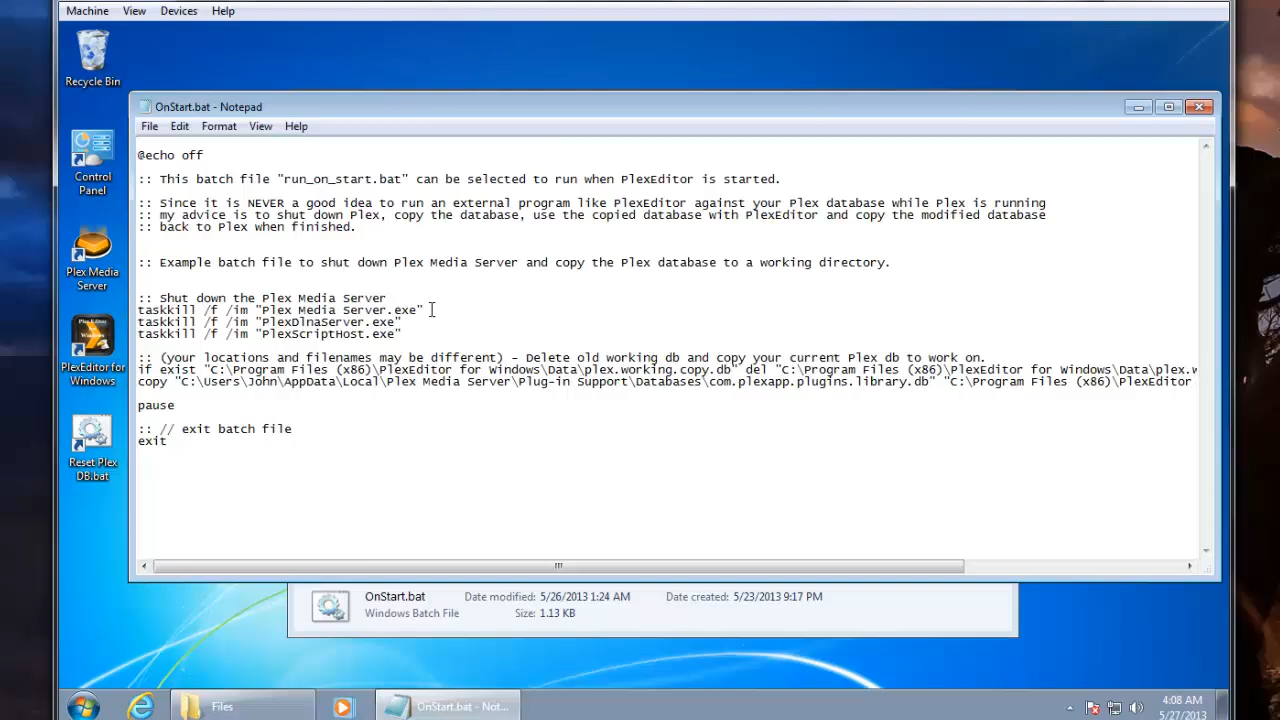 Machine View Devices Help
Recycle Bin
Control
Panel
Plex Media
Server
PlexEditor for
Windows
Reset Plex
DB.bat
OnStart.bat - Notepad
File Edit Format View Help
@echo off
:: This batch file "run_on_start.bat" can be selected to run when PlexEditor is started.
:: Since it is NEVER a good idea to run an external program like PlexEditor against your Plex database while Plex is running
:: my advice is to shut down Plex, copy the database, use the copied database with PlexEditor and copy the modified database
:: back to Plex when finished.
:: Example batch file to shut down Plex Media Server and copy the Plex database to a working directory.
:: Shut down the Plex Media Server
taskkill /f /im "Plex Media Server.exe"
taskkill /f /im "PlexDlnaServer.exe"
taskkill /f /im "PlexScriptHost.exe"
:: (your locations and filenames may be different) - Delete old working db and copy your current Plex db to work on.
if exist "C:\Program Files (x86)\PlexEditor for Windows\Data\plex.working.copy.db" del "C:\Program Files (x86)\PlexEditor for Windows\Data\plex.w
copy "C:\Users\John\AppData\Local\Plex Media Server\Plug-in Support\Databases\com.plexapp.plugins.library.db" "C:\Program Files (x86)\PlexEditor
pause
:: // exit batch file
exit
OnStart.bat Date modified: 5/26/2013 1:24 AM Date created: 5/23/2013 9:17 PM
Windows Batch File Size: 1.13 KB
Files
OnStart.bat - Not...
4:08 AM
5/27/2013